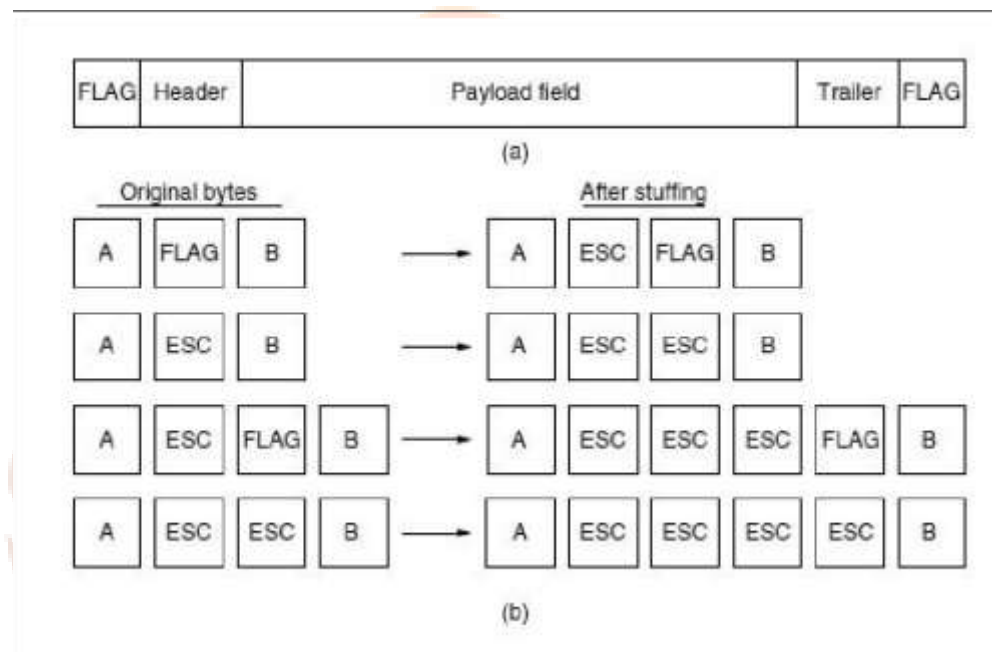 FLAG Header Payload field Trailer FLAG
(a)
Original bytes After stuffing
A FLAG B A ESC FLAG B
A ESC B A ESC ESC B
A ESC FLAG B A ESC ESC ESC FLAG B
A ESC ESC B A ESC ESC ESC ESC B
(b)